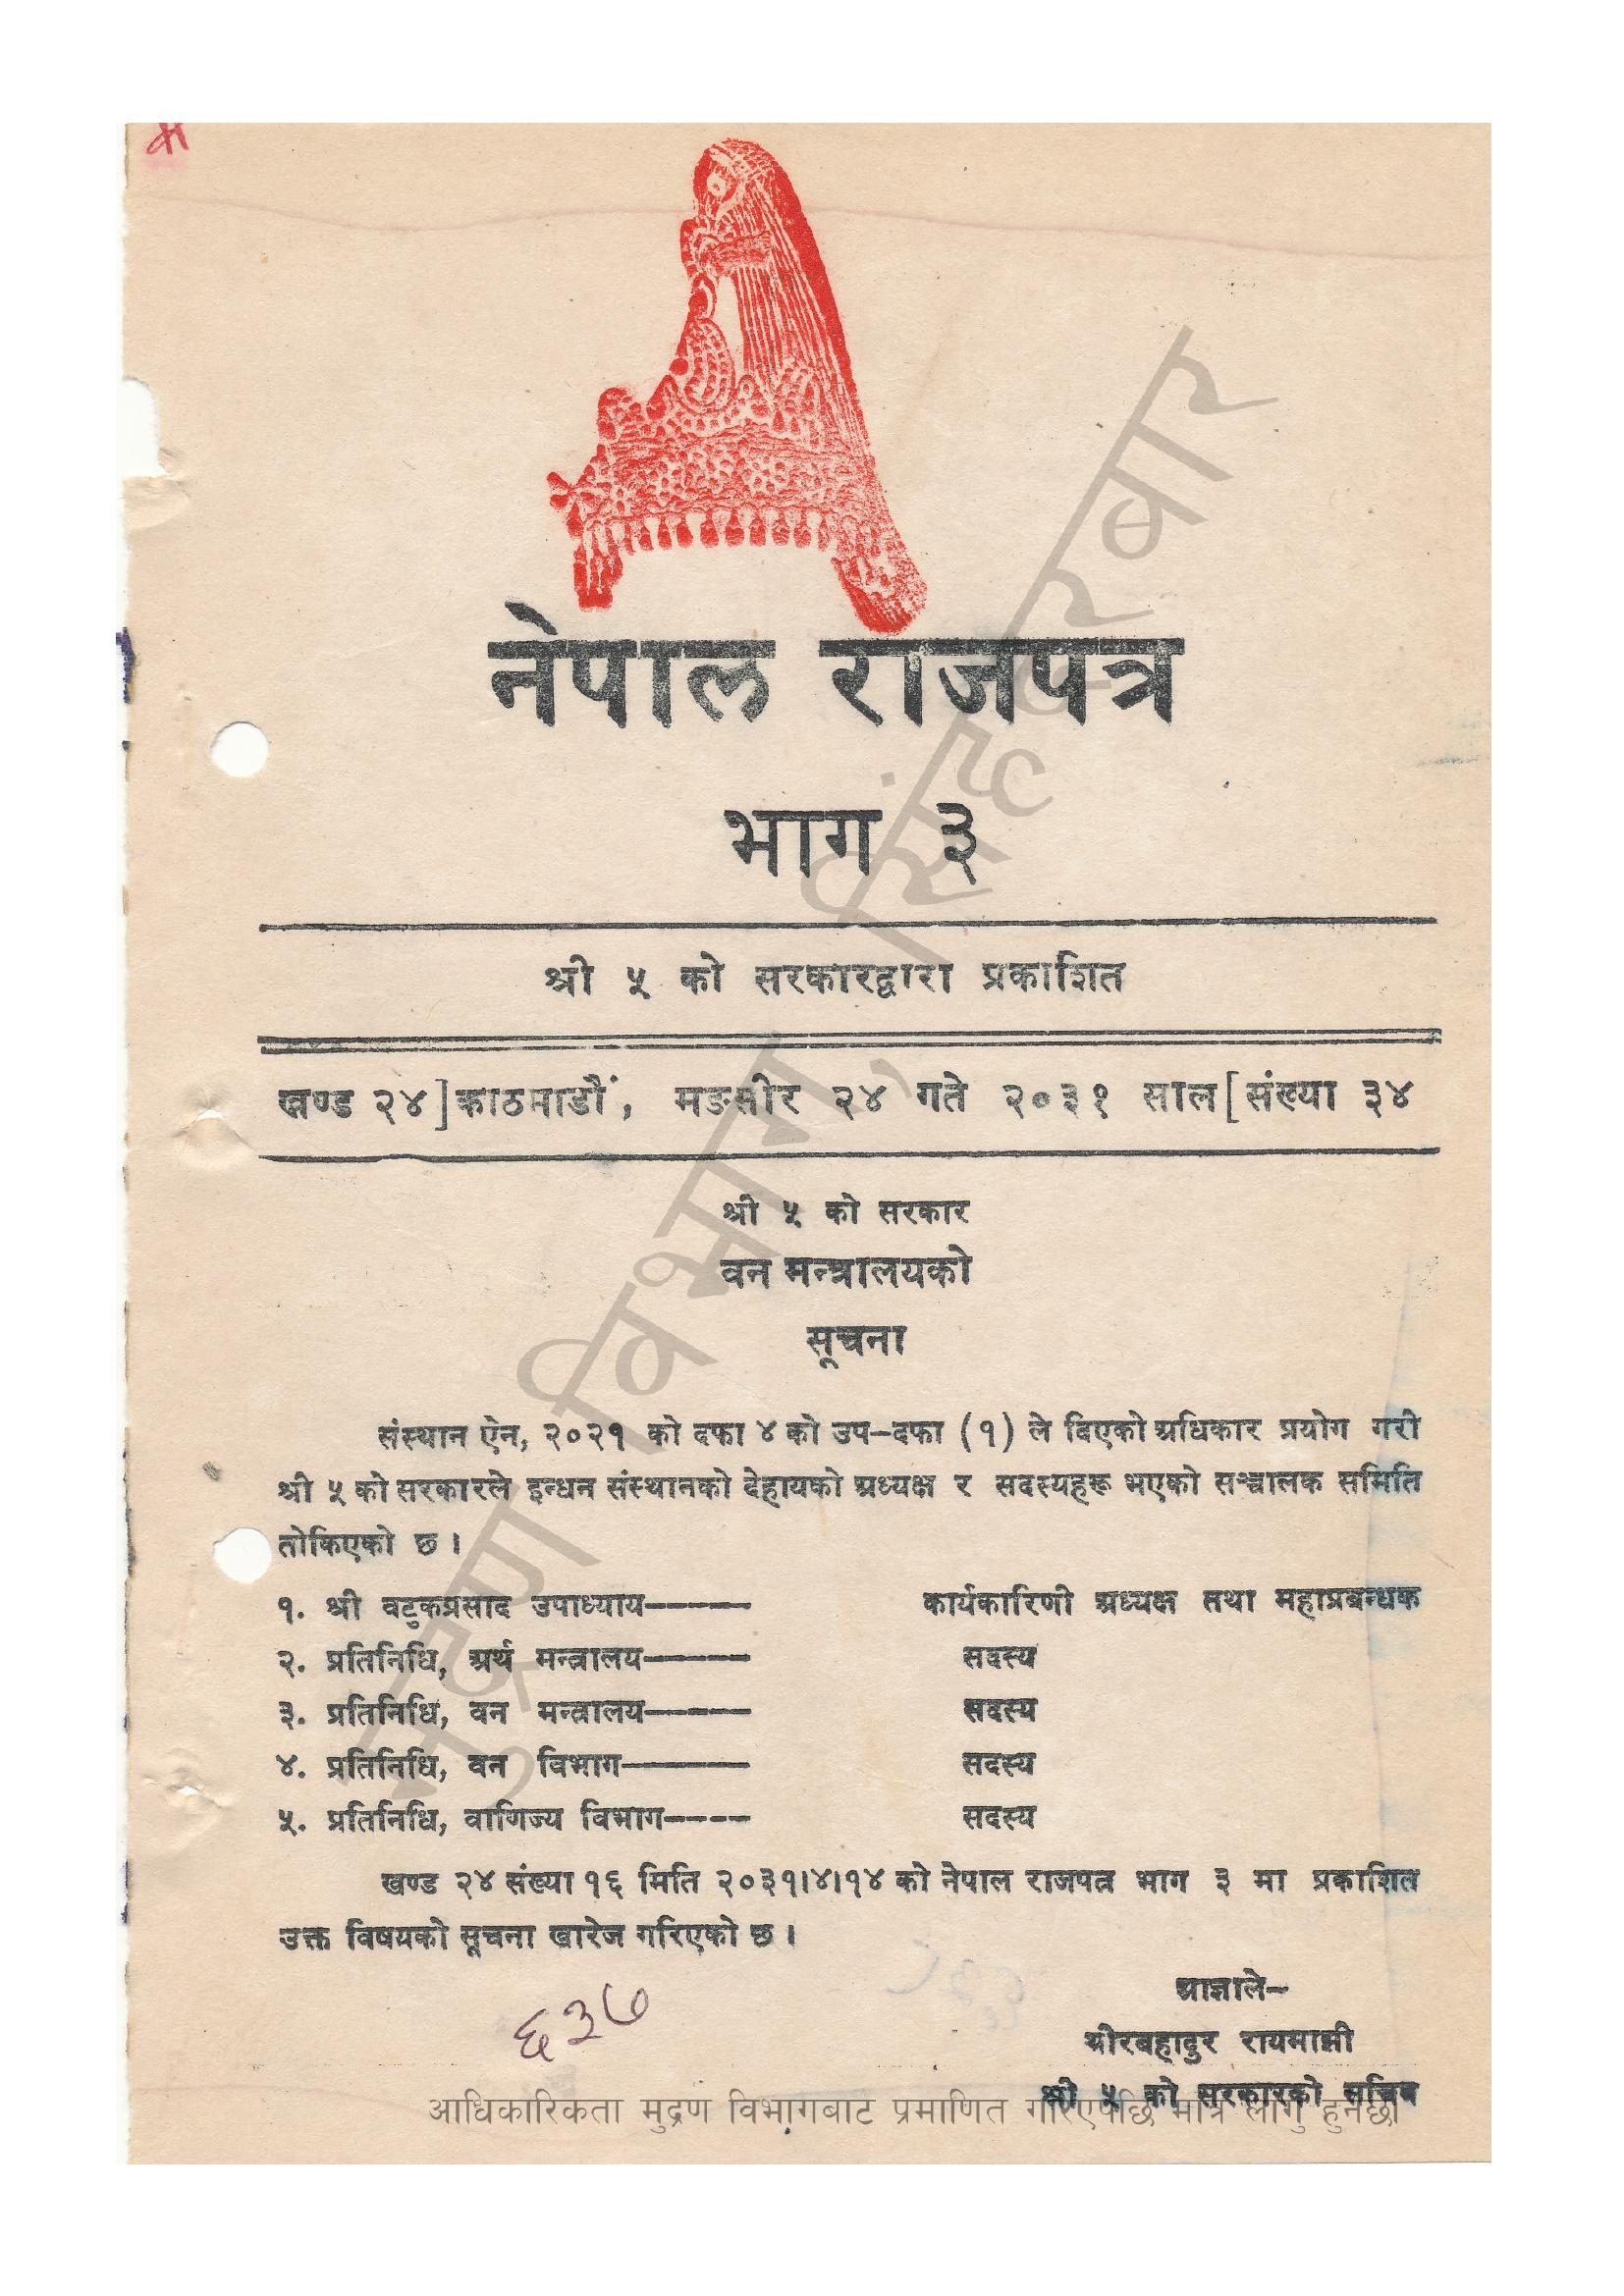 नेपाल राजपत्र
भाग ३
श्री ५ को सरकारद्वारा प्रकाशित
खण्ड २४] काठमाडौं, मङसीर २४ गते २०३१ साल [संख्या ३४
श्री ५ को सरकार
वन मन्त्रालयको
सूचना
संस्थान ऐन, २०२१ को दफा ४ को उप-दफा (१) ले दिएको अधिकार प्रयोग गरी
श्री ५ को सरकारले इन्धन संस्थानको देहायको अध्यक्ष र सदस्यहरू भएको सञ्चालक समिति
तोकिएको छ ।
१. श्री वटुकप्रसाद उपाध्याय----- कार्यकारिणी अध्यक्ष तथा महाप्रबन्धक
२. प्रतिनिधि, अर्थ मन्त्रालय----- सदस्य
३. प्रतिनिधि, वन मन्त्रालय----- सदस्य
४. प्रतिनिधि, वन विभाग------ सदस्य
५. प्रतिनिधि, वाणिज्य विभाग---- सदस्य
खण्ड २४ संख्या १६ मिति २०३१।४।१४ को नेपाल राजपत्र भाग ३ मा प्रकाशित
उक्त विषयको सूचना खारेज गरिएको छ ।
आज्ञाले-
रायमाझी
६३७
श्री ५ को सरकारको सचिव
आधिकारिकता मुद्रण विभागबाट प्रमाणित गरिएपछि मात्र लागु हुनेछ।
मुद्रण विभाग, सिंहदरवार